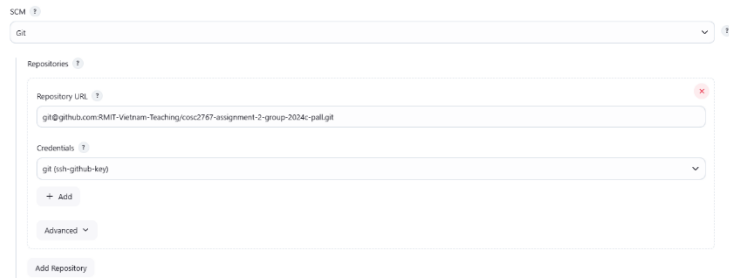 SCM ?
Git
?
Repositories ?
Repository URL ?
git@github.com:RMIT-Vietnam-Teaching/cosc2767-assignment-2-group-2024c-pall.git
Credentials ?
git (ssh-github-key)
+ Add
Advanced
Add Repository